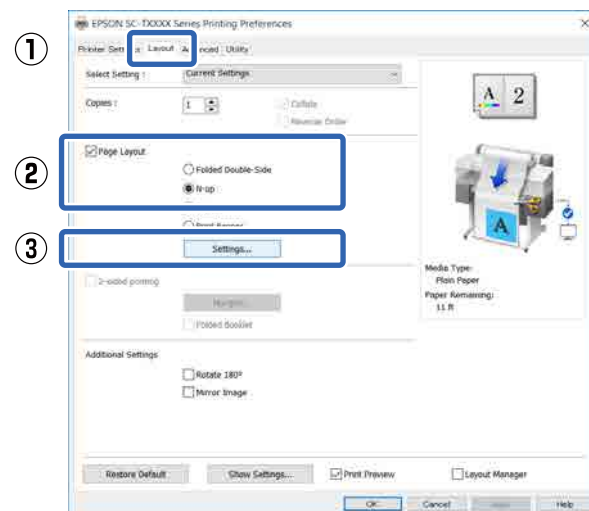 EPSON SC-TXXXX Series Printing Preferences
①
Layout
Utility
Select Setting :
Current Settings
Copies :
1
Collate
Reverse Order
A 2
②
Page Layout
Folded Double-Side
N-up
③
Settings...
A
Media Type:
Plain Paper
Paper Remaining:
11 ft
2-sided printing
Margins...
Folded Booklet
Additional Settings
Rotate 180°
Mirror Image
Restore Default
Show Settings...
Print Preview
Layout Manager
OK
Cancel
Help